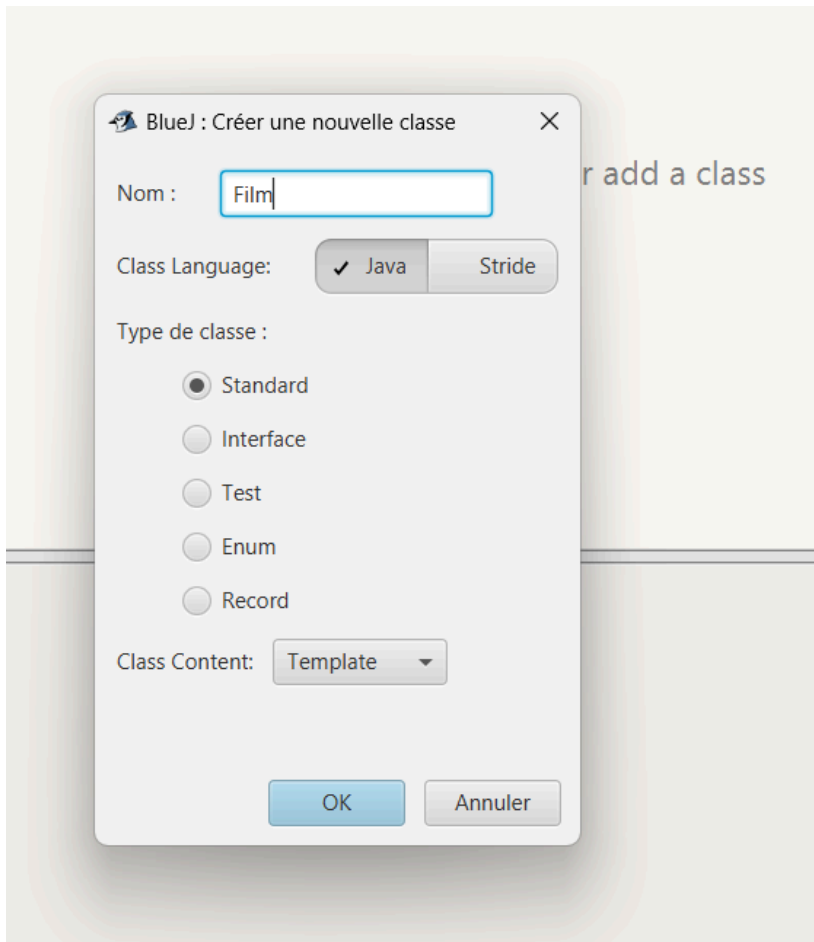 BlueJ : Créer une nouvelle classe
r add a class
Nom : Film
Class Language: Java Stride
Type de classe :
Standard
Interface
Test
Enum
Record
Class Content: Template
OK Annuler